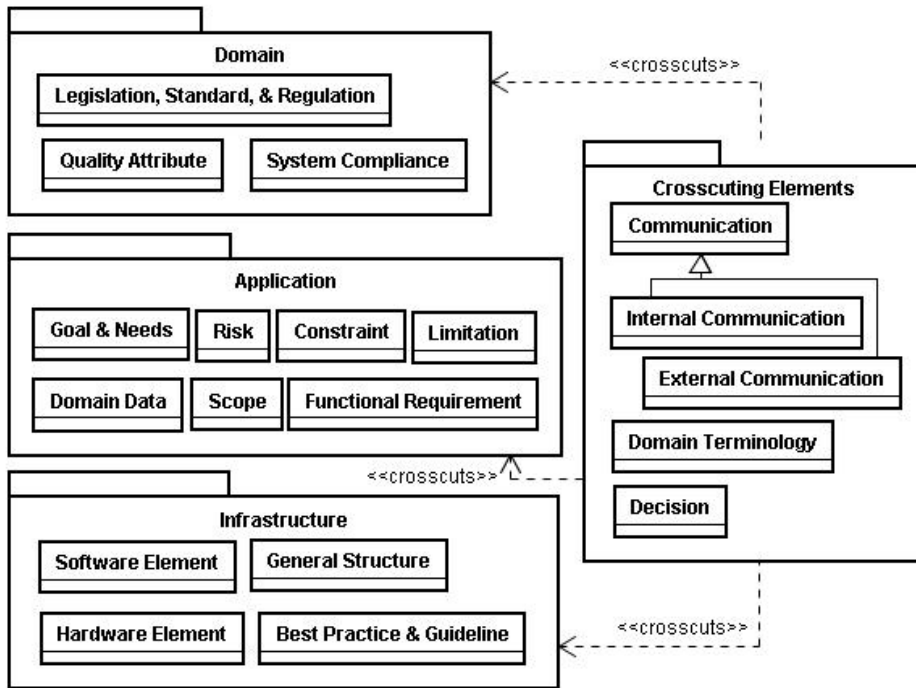 Domain
Legislation, Standard, & Regulation
Quality Attribute
System Compliance
<<crosscuts>>
Crosscuting Elements
Communication
Internal Communication
External Communication
Domain Terminology
Decision
Application
Goal & Needs
Risk
Constraint
Limitation
Domain Data
Scope
Functional Requirement
<<crosscuts>>
Infrastructure
Software Element
General Structure
Hardware Element
Best Practice & Guideline
<<crosscuts>>